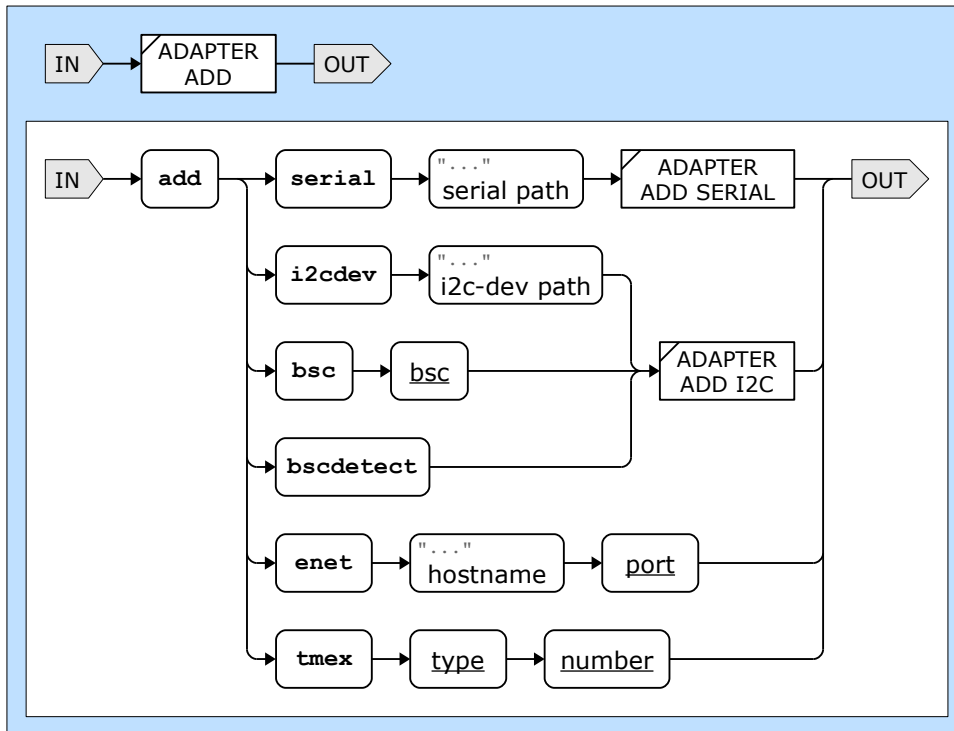 IN
ADAPTER
ADD
OUT
IN
add
serial
"..."
serial path
ADAPTER
ADD SERIAL
OUT
i2cdev
"..."
i2c-dev path
bsc
bsc
ADAPTER
ADD I2C
bscdetect
enet
"..."
hostname
port
tmex
type
number